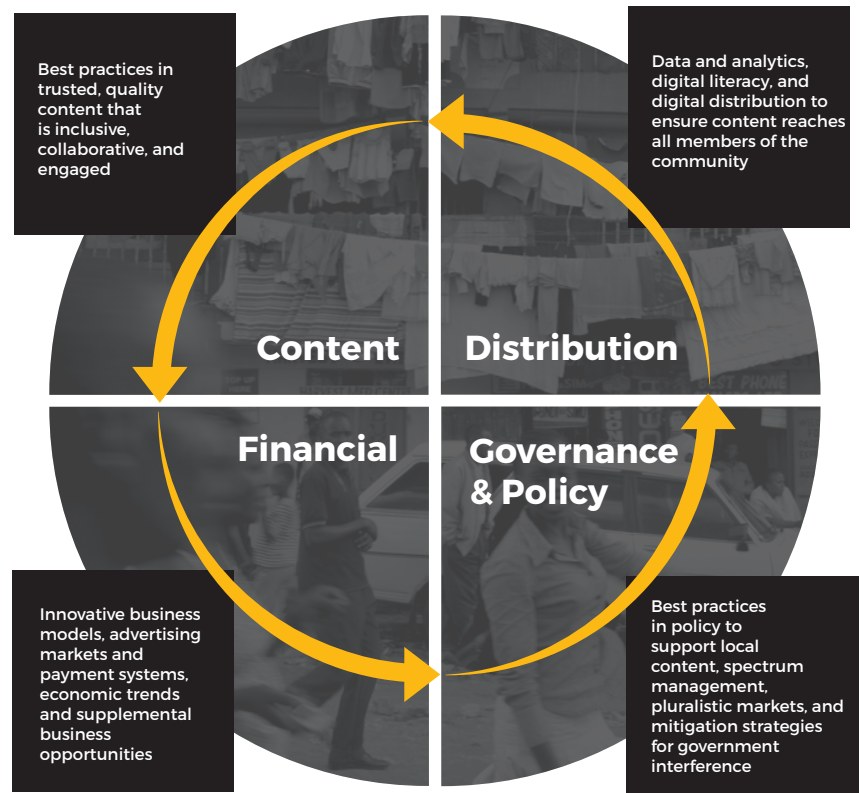 Best practices in
trusted, quality
content that
is inclusive,
collaborative, and
engaged
Data and analytics,
digital literacy, and
digital distribution to
ensure content reaches
all members of the
community
Content
Distribution
Financial
Governance
& Policy
Innovative business
models, advertising
markets and
payment systems,
economic trends
and supplemental
business
opportunities
Best practices
in policy to
support local
content, spectrum
management,
pluralistic markets, and
mitigation strategies
for government
interference
BEST PHONE